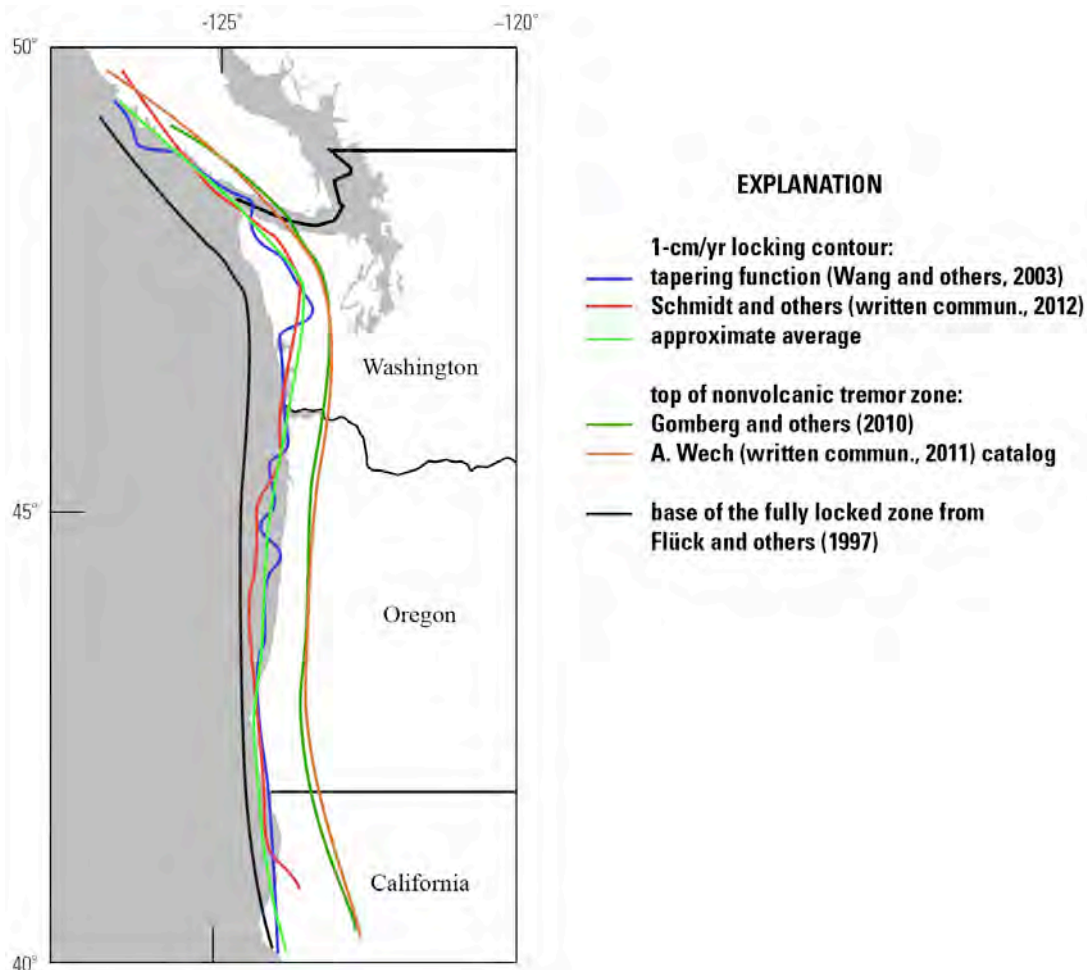 -125°
–120°
50°
45°
40°
Washington
Oregon
California
EXPLANATION
1-cm/yr locking contour:
tapering function (Wang and others, 2003)
Schmidt and others (written commun., 2012)
approximate average
top of nonvolcanic tremor zone:
Gomberg and others (2010)
A. Wech (written commun., 2011) catalog
base of the fully locked zone from
Flück and others (1997)